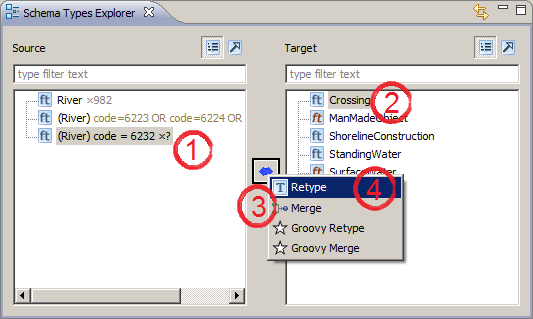 Schema Types Explorer
Source
Target
type filter text
type filter text
ft River ×982
ft (River) code=6223 OR code=6224 OR
ft (River) code = 6232 ×?
1
ft Crossing
2
ft ManMadeObject
ft ShorelineConstruction
ft StandingWater
ft SurfaceWater
T Retype
4
3
Merge
Groovy Retype
Groovy Merge